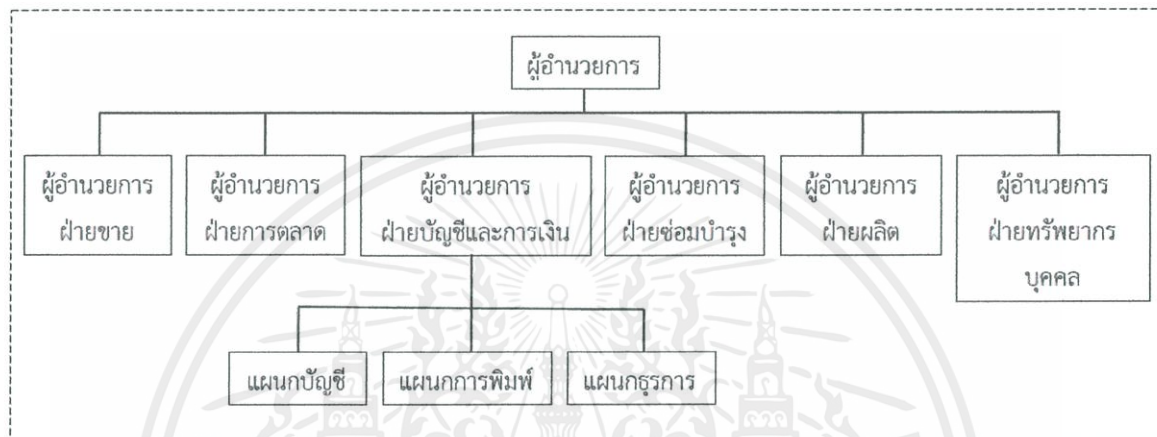 ผู้อำนวยการ
ผู้อำนวยการ
ฝ่ายขาย
ผู้อำนวยการ
ฝ่ายการตลาด
ผู้อำนวยการ
ฝ่ายบัญชีและการเงิน
ผู้อำนวยการ
ฝ่ายซ่อมบำรุง
ผู้อำนวยการ
ฝ่ายผลิต
ผู้อำนวยการ
ฝ่ายทรัพยากร
บุคคล
แผนกบัญชี
แผนกการพิมพ์
แผนกธุรการ